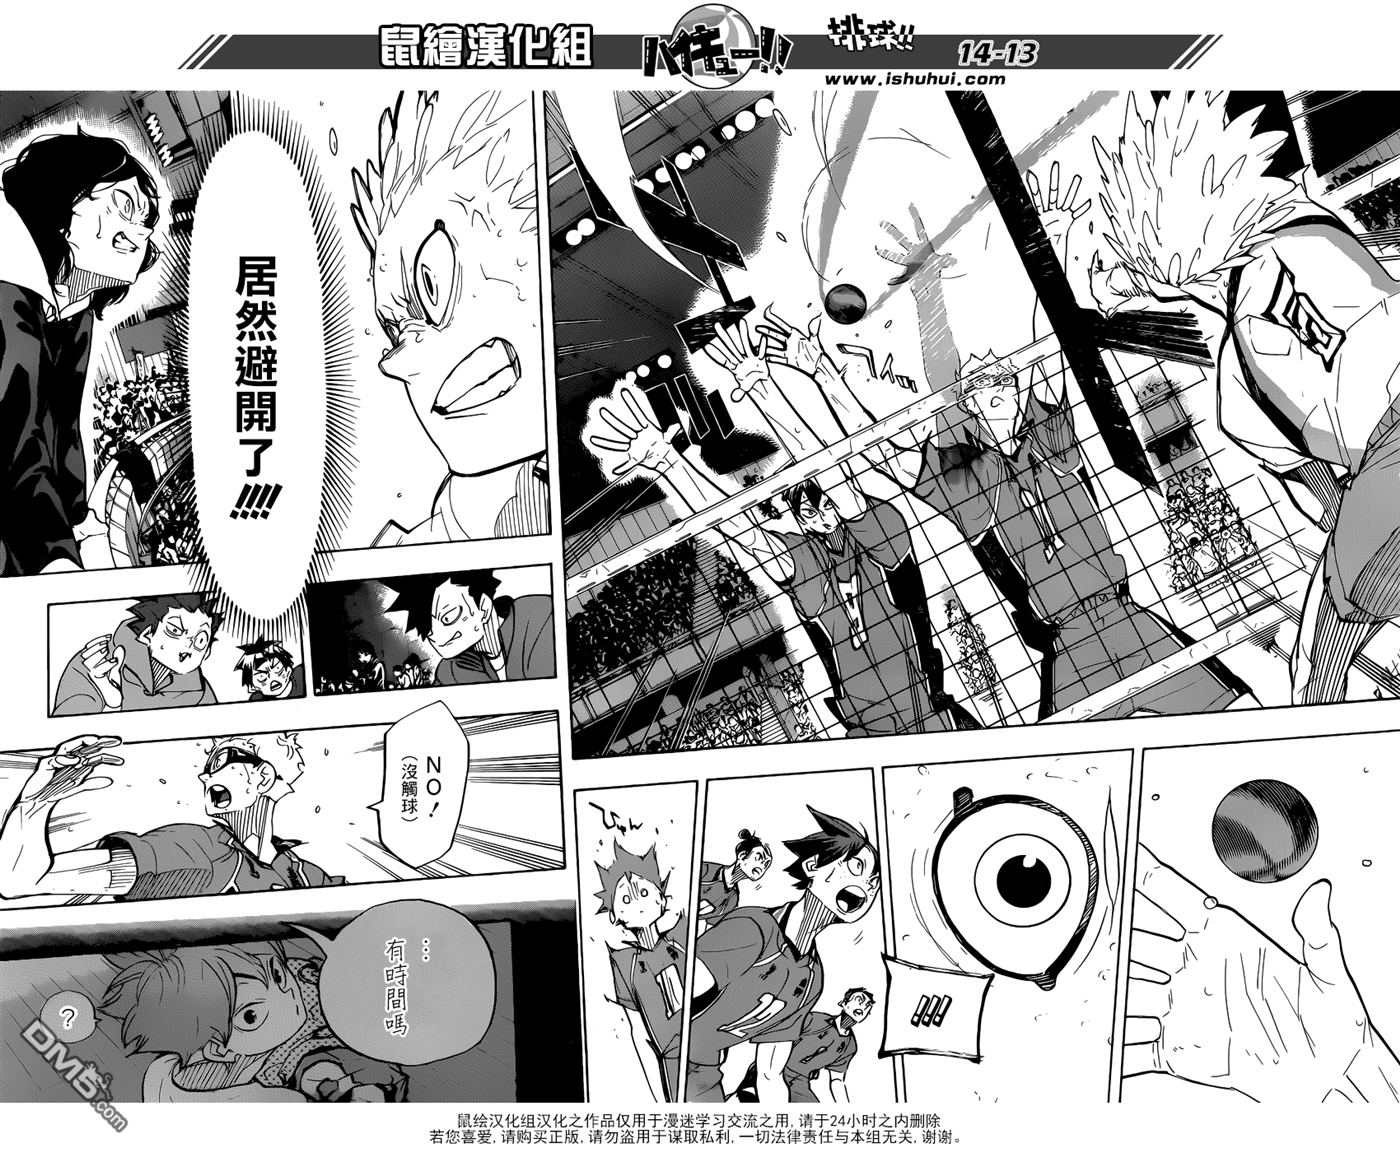 鼠繪漢化組
ハイキュー!!
排球!!
14-13
www.ishuhui.com
!!!
居然避開了!!!!
NO!
(沒觸球)
…
有時間嗎
?
DM5.com
鼠绘汉化组汉化之作品仅用于漫迷学习交流之用, 请于24小时之内删除
若您喜爱, 请购买正版, 请勿盗用于谋取私利, 一切法律责任与本组无关, 谢谢。